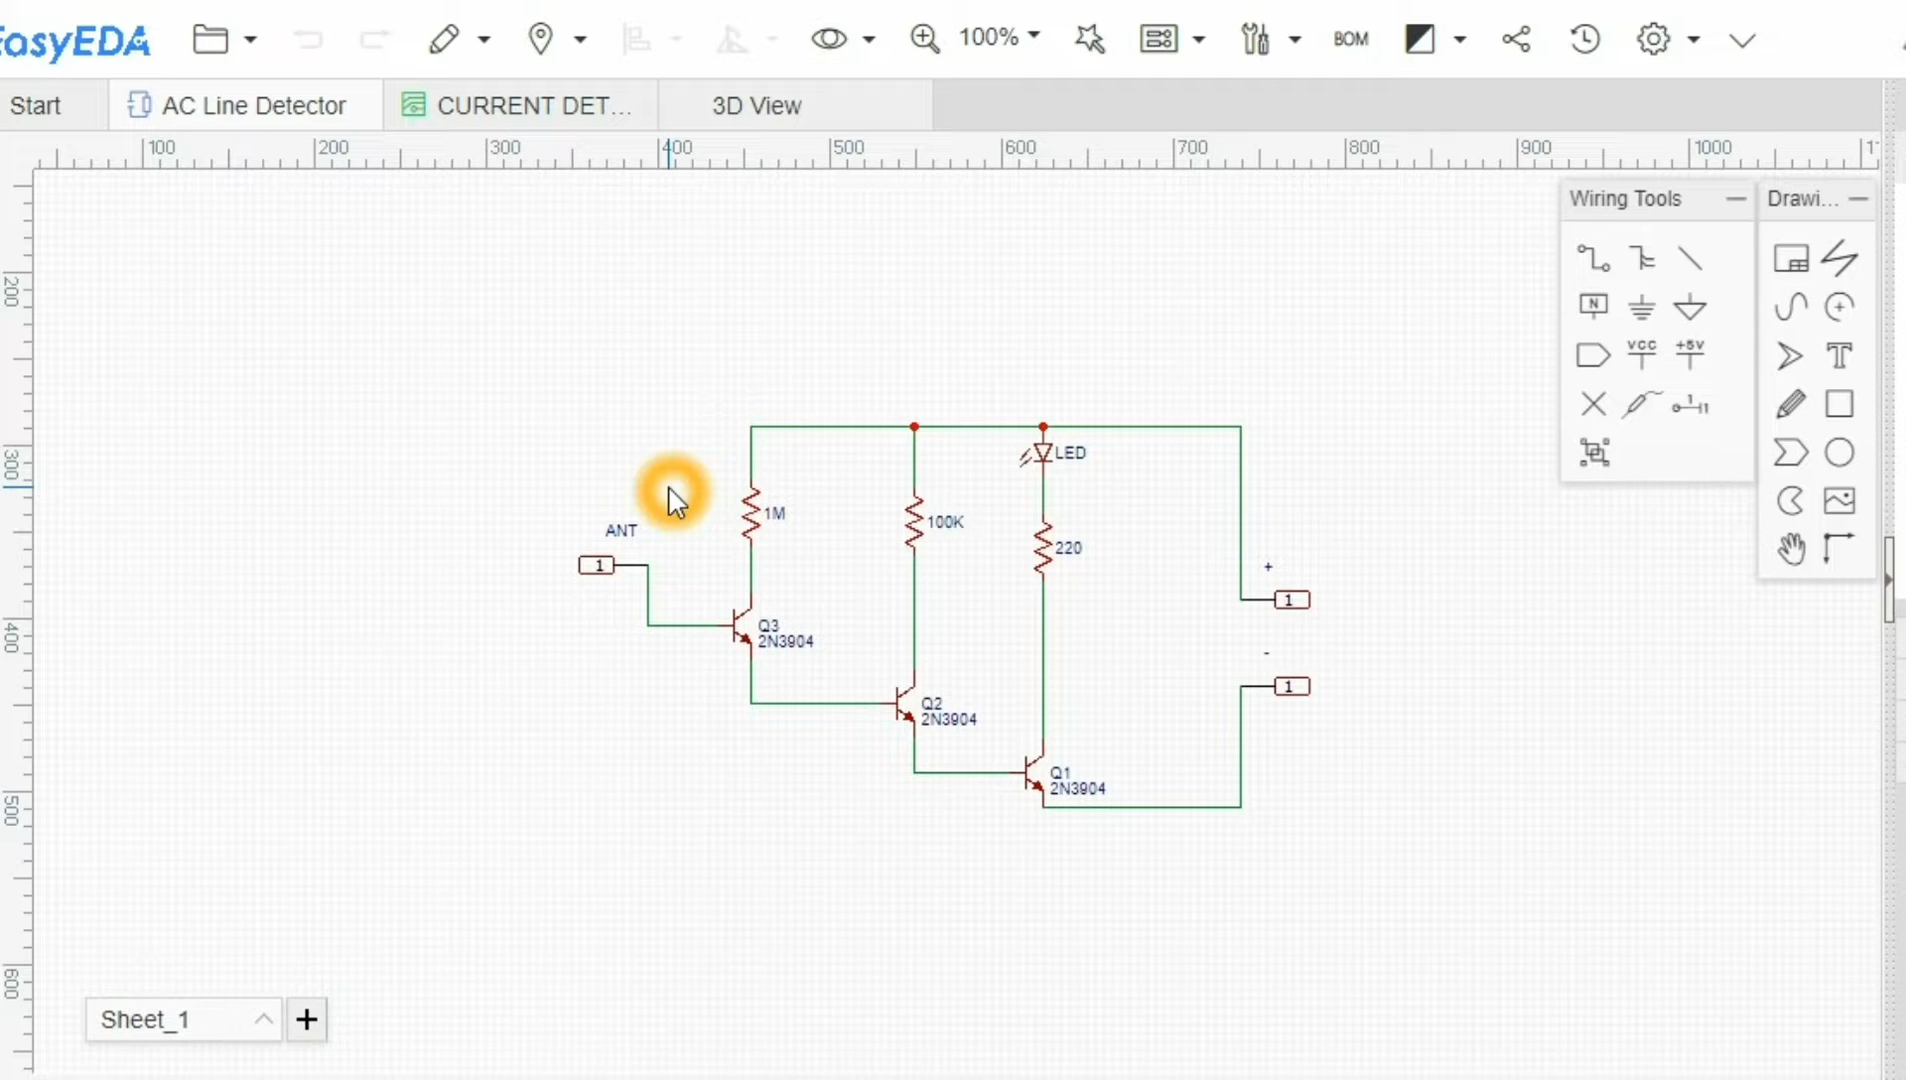 EasyEDA
100%
BOM
Start
AC Line Detector
CURRENT DET...
3D View
100
200
300
400
500
600
700
800
900
1000
200
300
400
500
600
Wiring Tools
Drawi...
N
VCC
+5V
T
LED
1M
100K
220
ANT
1
+
1
-
1
Q3
2N3904
Q2
2N3904
Q1
2N3904
Sheet_1